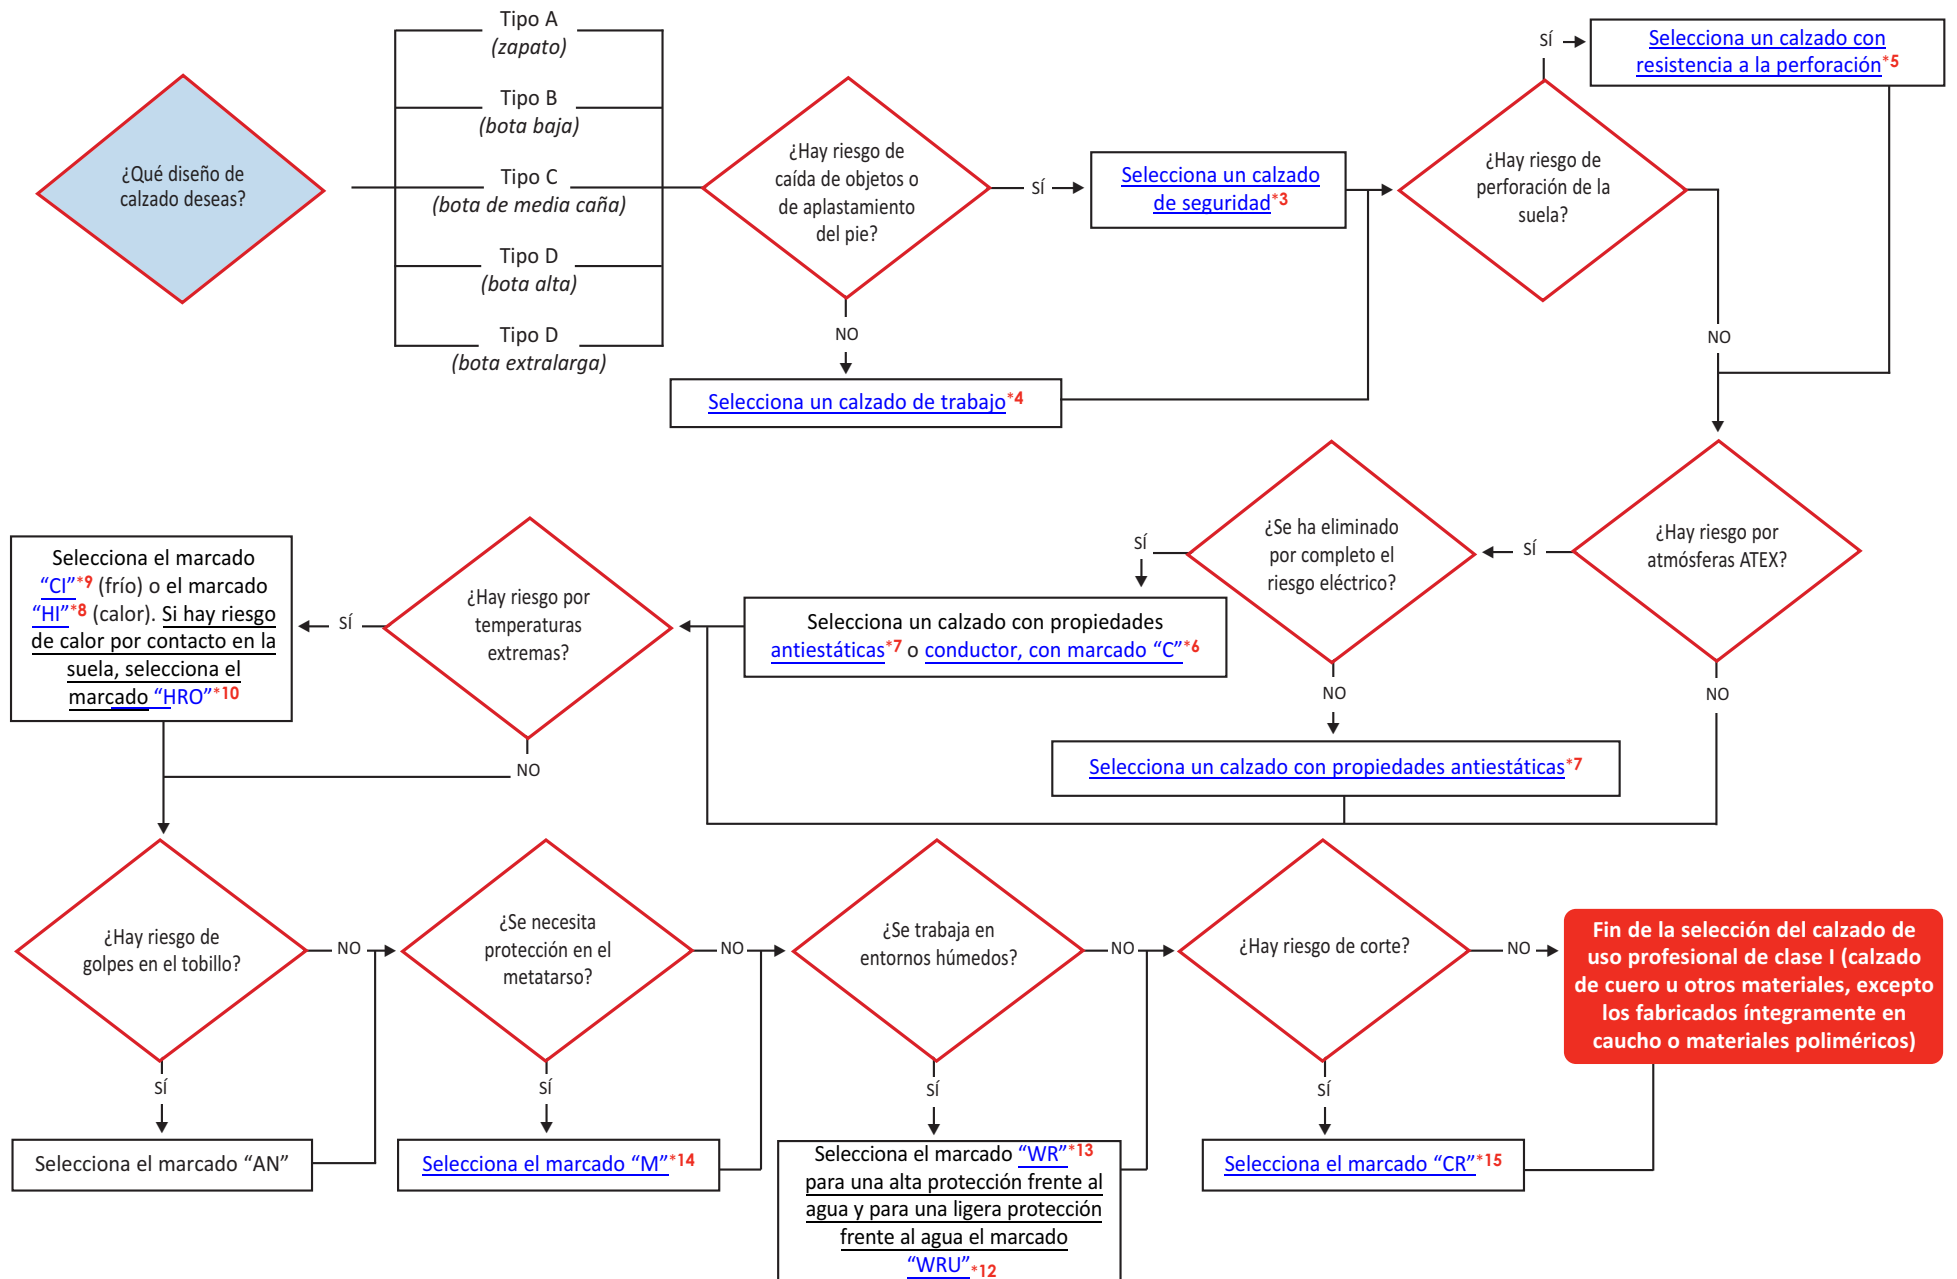 ¿Qué diseño de
calzado deseas?
Tipo A
(zapato)
Tipo B
(bota baja)
Tipo C
(bota de media caña)
Tipo D
(bota alta)
Tipo D
(bota extralarga)
¿Hay riesgo de
caída de objetos o
de aplastamiento
del pie?
SÍ
Selecciona un calzado
de seguridad*3
NO
Selecciona un calzado de trabajo*4
¿Hay riesgo de
perforación de la
suela?
SÍ
Selecciona un calzado con
resistencia a la perforación*5
NO
¿Hay riesgo por
atmósferas ATEX?
SÍ
NO
¿Se ha eliminado
por completo el
riesgo eléctrico?
SÍ
Selecciona un calzado con propiedades
antiestáticas*7 o conductor, con marcado “C”*6
NO
Selecciona un calzado con propiedades antiestáticas*7
¿Hay riesgo por
temperaturas
extremas?
SÍ
Selecciona el marcado
“CI”*9 (frío) o el marcado
“HI”*8 (calor). Si hay riesgo
de calor por contacto en la
suela, selecciona el
marcado “HRO”*10
NO
¿Hay riesgo de
golpes en el tobillo?
NO
SÍ
Selecciona el marcado “AN”
¿Se necesita
protección en el
metatarso?
NO
SÍ
Selecciona el marcado “M”*14
¿Se trabaja en
entornos húmedos?
NO
SÍ
Selecciona el marcado “WR”*13
para una alta protección frente al
agua y para una ligera protección
frente al agua el marcado
“WRU”*12
¿Hay riesgo de corte?
NO
SÍ
Selecciona el marcado “CR”*15
Fin de la selección del calzado de
uso profesional de clase I (calzado
de cuero u otros materiales, excepto
los fabricados íntegramente en
caucho o materiales poliméricos)